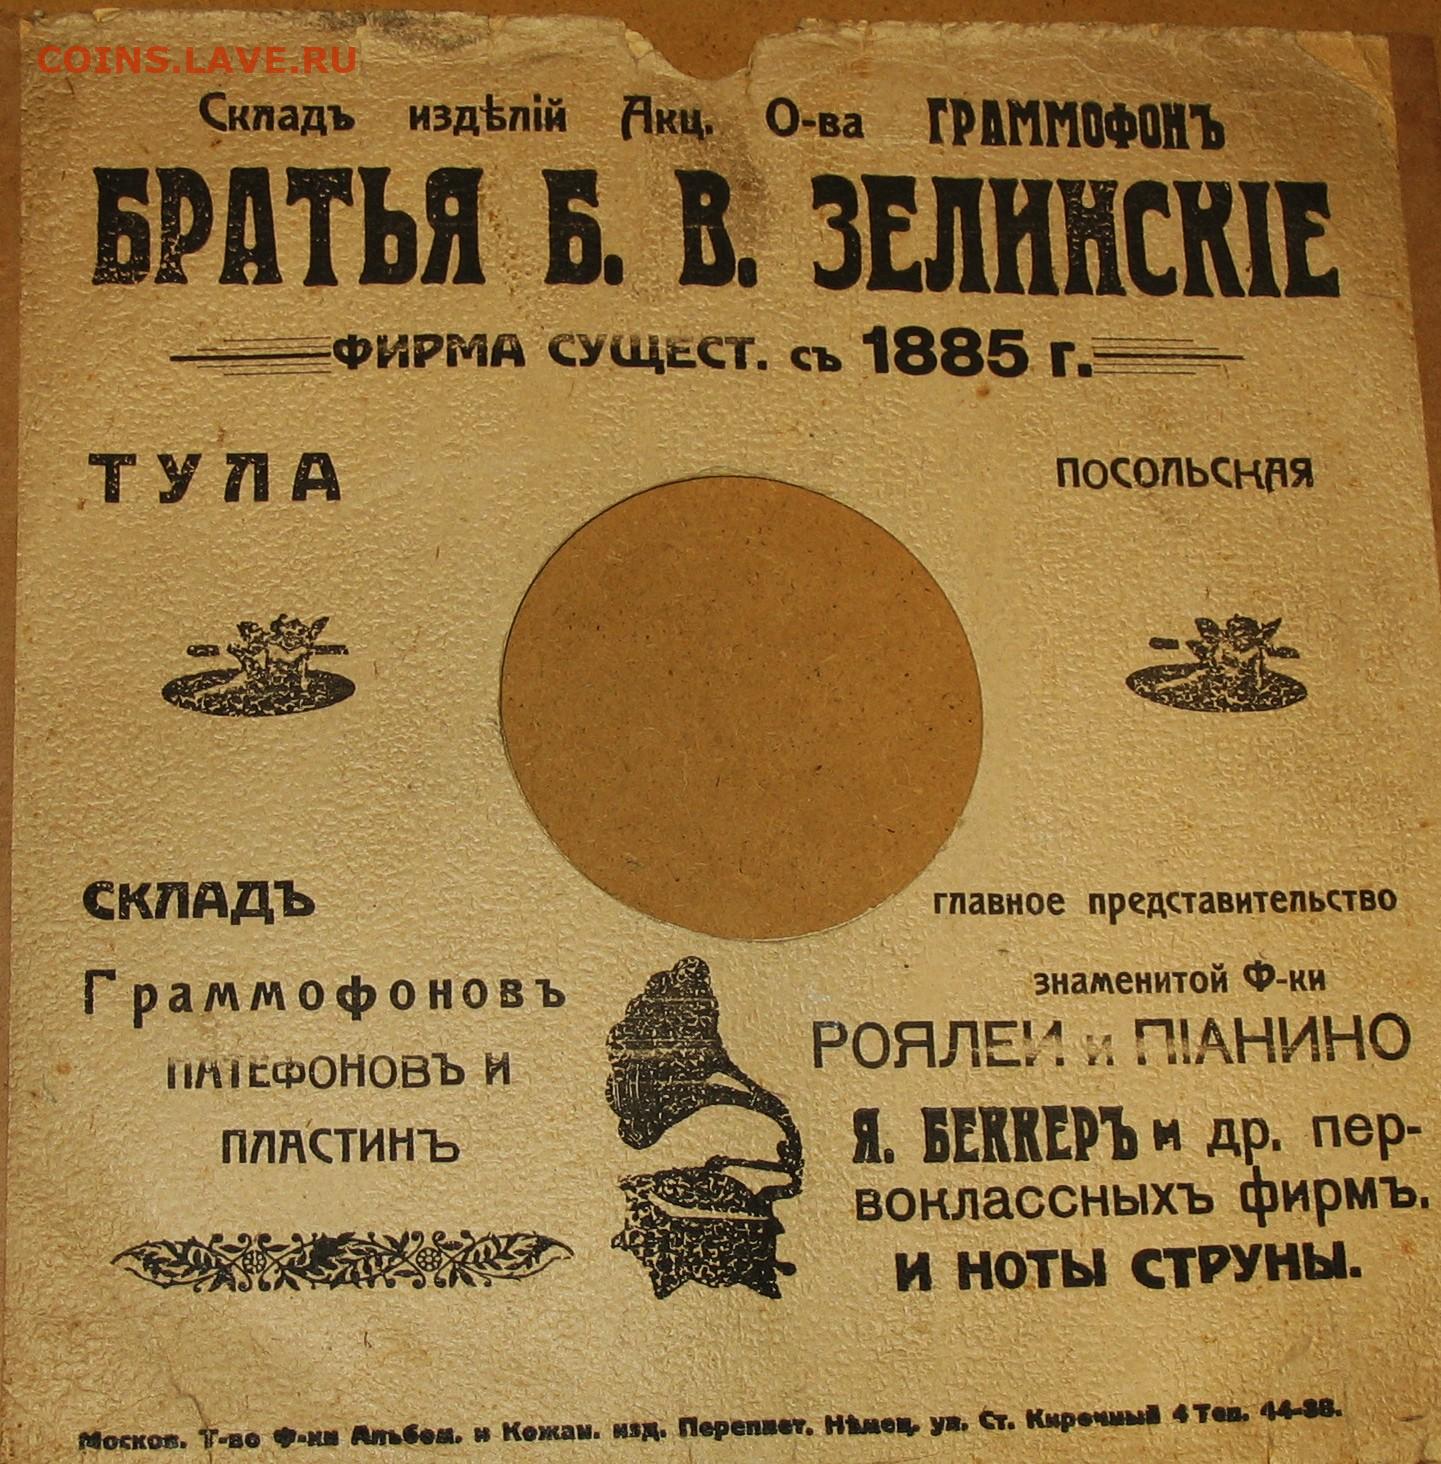 COINS.LAVE.RU
Складъ издѣлій Акц. О-ва ГРАММОФОНЪ
БРАТЬЯ Б. В. ЗЕЛИНСКІЕ
ФИРМА СУЩЕСТ. съ 1885 г.
ТУЛА
ПОСОЛЬСКАЯ
СКЛАДЪ
Граммофоновъ
ПАТЕФОНОВЪ И
ПЛАСТИНЪ
главное представительство
знаменитой Ф-ки
РОЯЛЕЙ и ПІАНИНО
Я. БЕККЕРЪ и др. пер-
воклассныхъ фирмъ.
и ноты струны.
Москов. Т-во Ф-ки Альбом. и Кожан. изд. Переплет. Нѣмец. ул. Ст. Кирочный 4 Тел. 44-38.